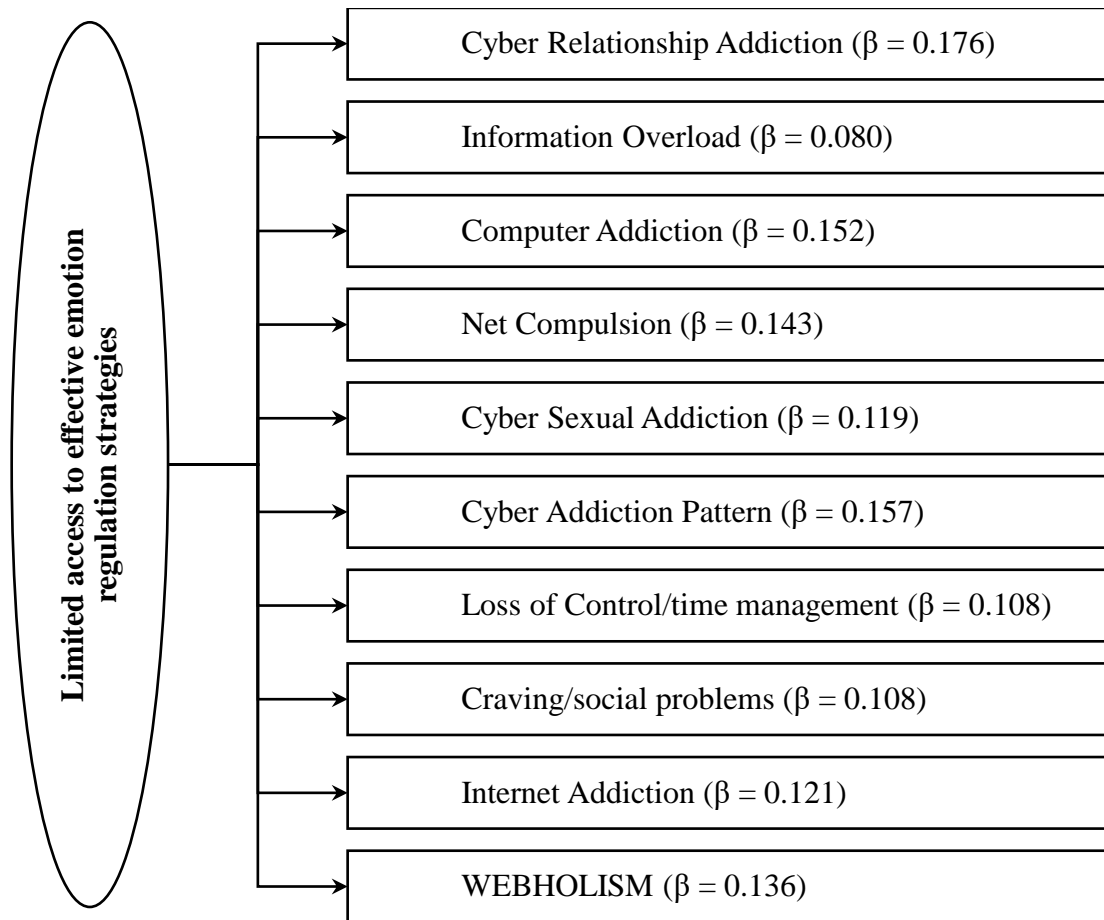 Limited access to effective emotion
regulation strategies
Cyber Relationship Addiction (β = 0.176)
Information Overload (β = 0.080)
Computer Addiction (β = 0.152)
Net Compulsion (β = 0.143)
Cyber Sexual Addiction (β = 0.119)
Cyber Addiction Pattern (β = 0.157)
Loss of Control/time management (β = 0.108)
Craving/social problems (β = 0.108)
Internet Addiction (β = 0.121)
WEBHOLISM (β = 0.136)